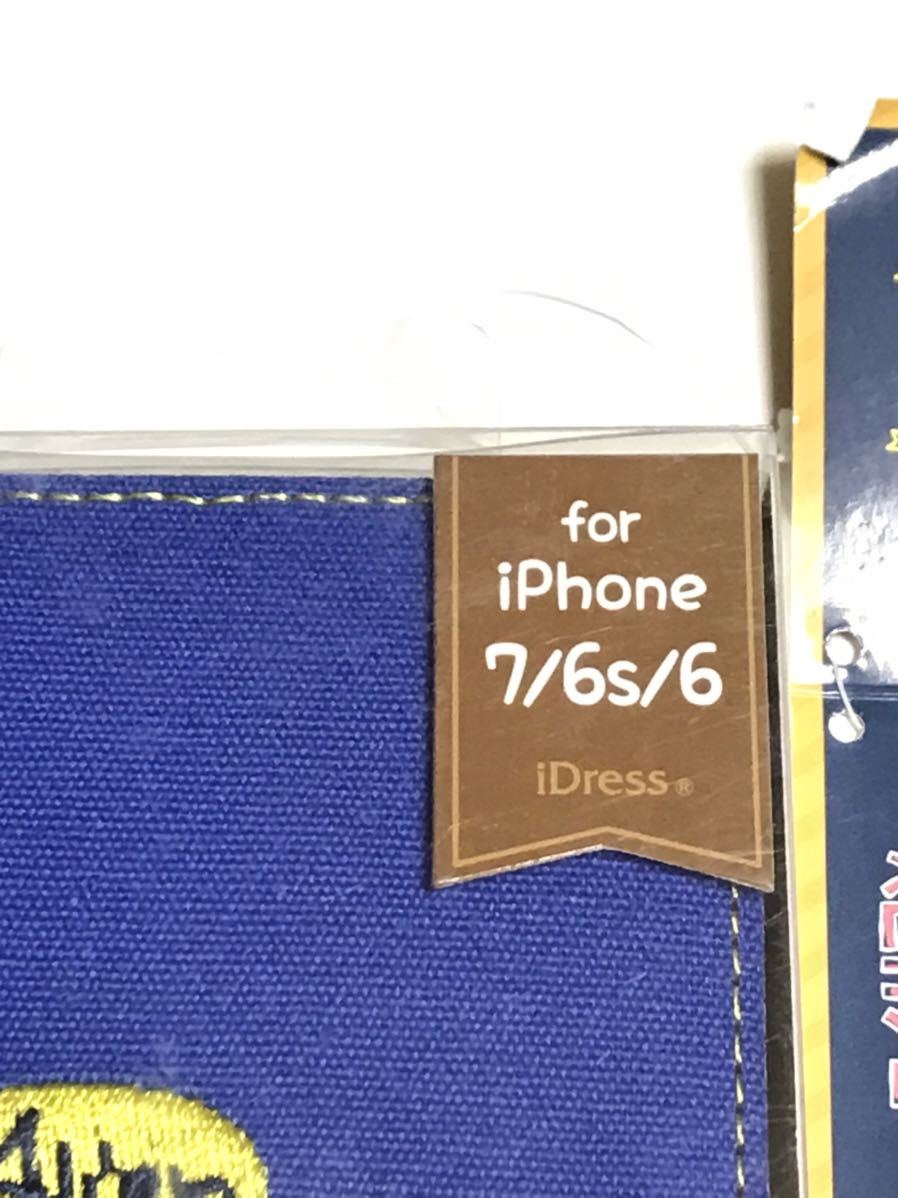 for
iPhone
7/6s/6
iDress®